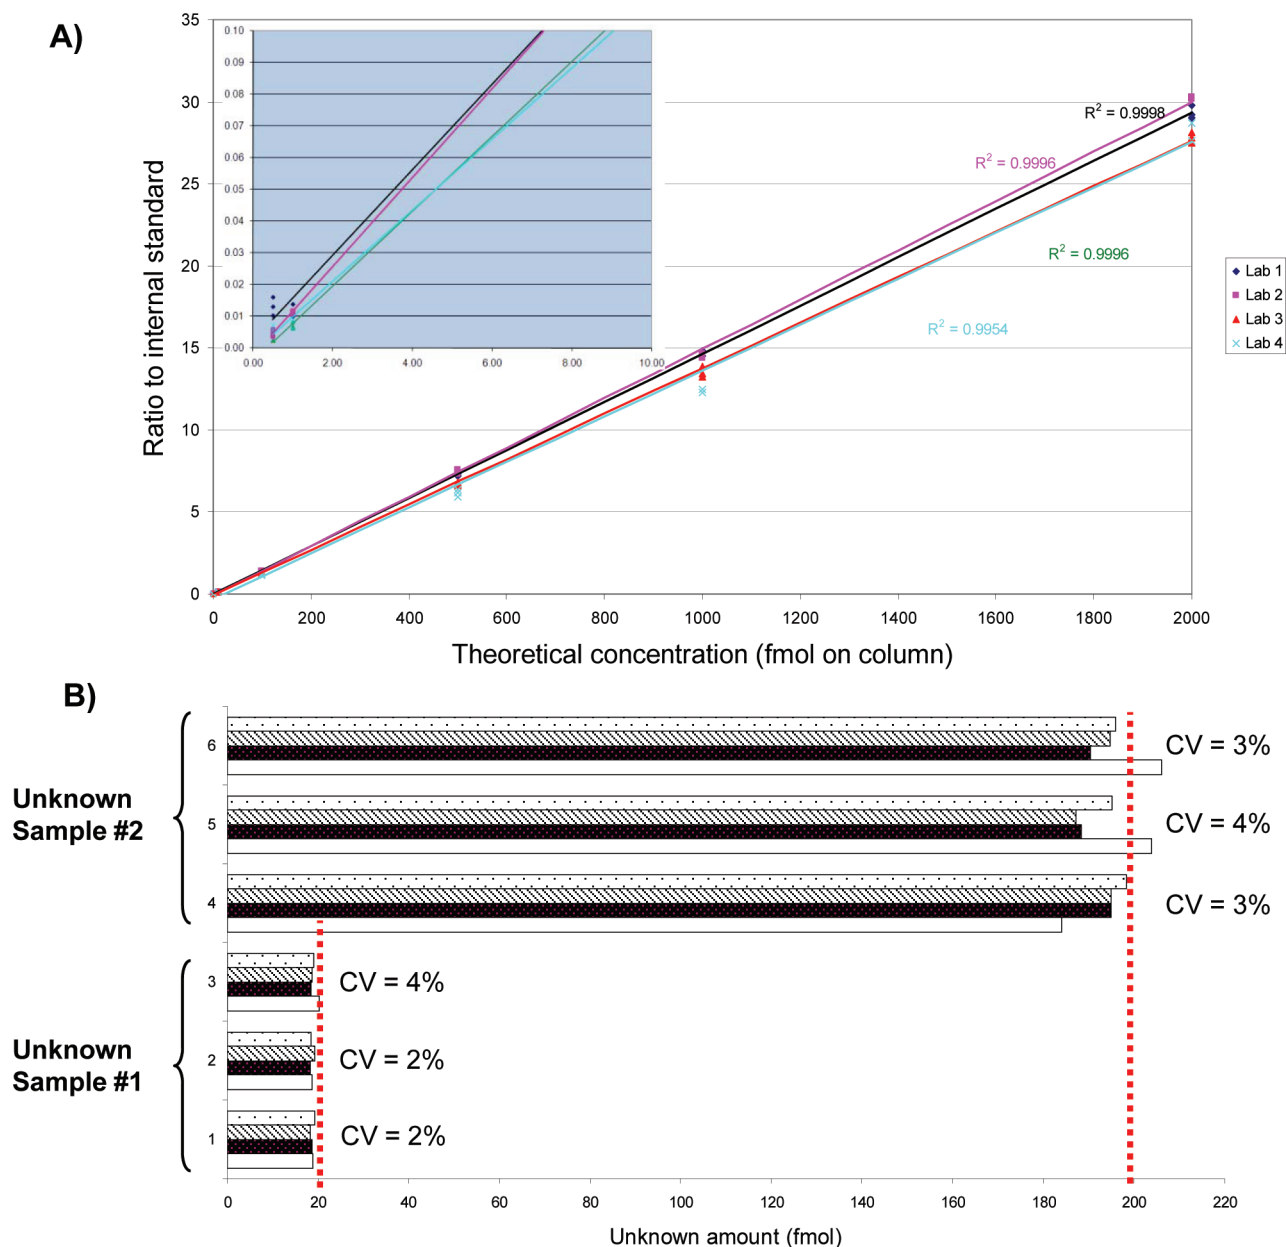 A)
35
30
25
20
15
10
5
0
Ratio to internal standard
0.10
0.09
0.08
0.07
0.06
0.05
0.04
0.03
0.02
0.01
0.00
0.00 2.00 4.00 6.00 8.00 10.00
R² = 0.9998
R² = 0.9996
R² = 0.9996
R² = 0.9954
Lab 1
Lab 2
Lab 3
Lab 4
0 200 400 600 800 1000 1200 1400 1600 1800 2000
Theoretical concentration (fmol on column)
B)
Unknown
Sample #2
6
CV = 3%
5
CV = 4%
4
CV = 3%
Unknown
Sample #1
3
CV = 4%
2
CV = 2%
1
CV = 2%
0 20 40 60 80 100 120 140 160 180 200 220
Unknown amount (fmol)